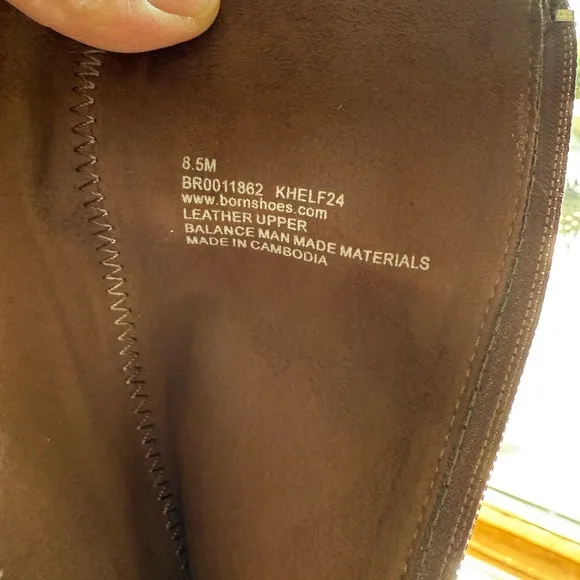 8.5M
BR0011862 KHELF24
www.bornshoes.com
LEATHER UPPER
BALANCE MAN MADE MATERIALS
MADE IN CAMBODIA